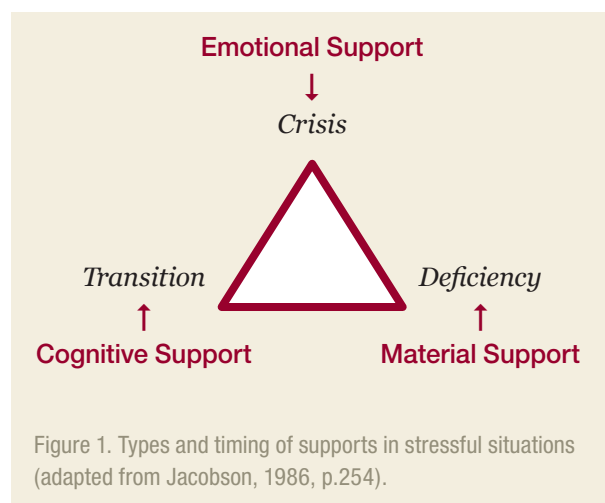 Emotional Support
↓
Crisis
Transition
Deficiency
↑
↑
Cognitive Support
Material Support
Figure 1. Types and timing of supports in stressful situations
(adapted from Jacobson, 1986, p.254).